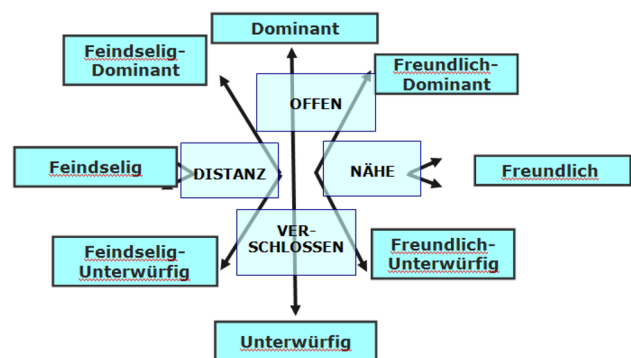 Dominant
Feindselig-
Dominant
Freundlich-
Dominant
OFFEN
Feindselig
DISTANZ
NÄHE
Freundlich
VER-
SCHLOSSEN
Feindselig-
Unterwürfig
Freundlich-
Unterwürfig
Unterwürfig